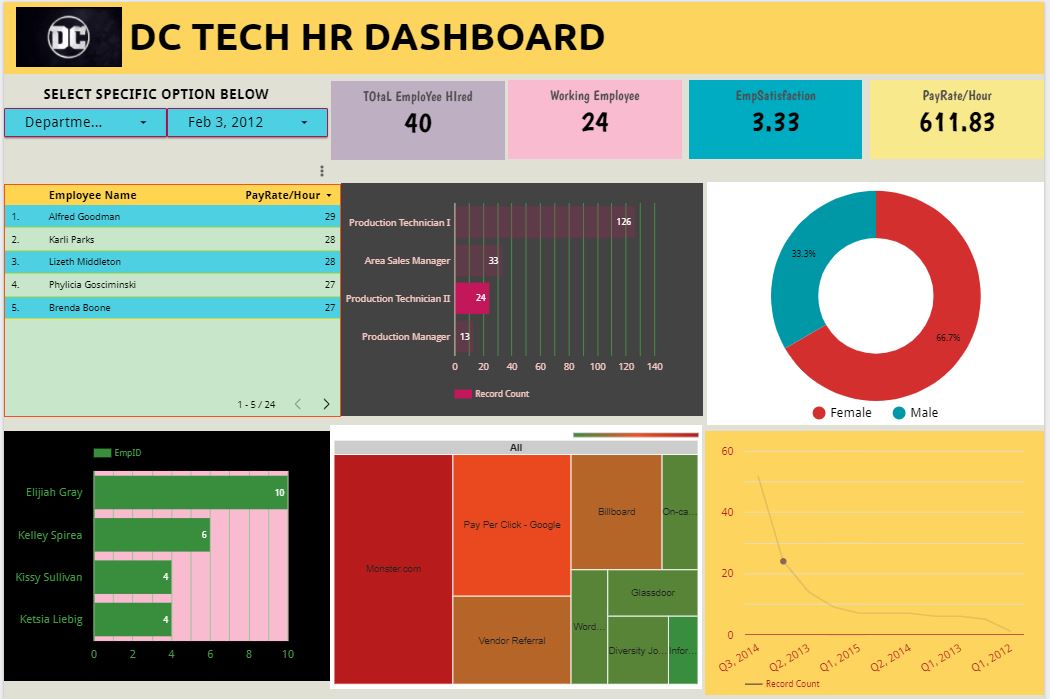 DC
DC TECH HR DASHBOARD
SELECT SPECIFIC OPTION BELOW
Departme...
Feb 3, 2012
TOtaL EmploYee HIred
40
Working Employee
24
EmpSatisfaction
3.33
PayRate/Hour
611.83
Employee Name PayRate/Hour
1. Alfred Goodman 29
2. Karli Parks 28
3. Lizeth Middleton 28
4. Phylicia Gosciminski 27
5. Brenda Boone 27
1 - 5 / 24
Production Technician I 126
Area Sales Manager 33
Production Technician II 24
Production Manager 13
0 20 40 60 80 100 120 140
Record Count
33.3%
66.7%
Female Male
EmpID
Elijiah Gray 10
Kelley Spirea 6
Kissy Sullivan 4
Ketsia Liebig 4
0 2 4 6 8 10
All
Monster.com
Pay Per Click - Google
Vendor Referral
Billboard
On-ca...
Word...
Glassdoor
Diversity Jo...
Infor...
60
40
20
0
Q3, 2014 Q2, 2013 Q1, 2015 Q2, 2014 Q1, 2013 Q1, 2012
Record Count